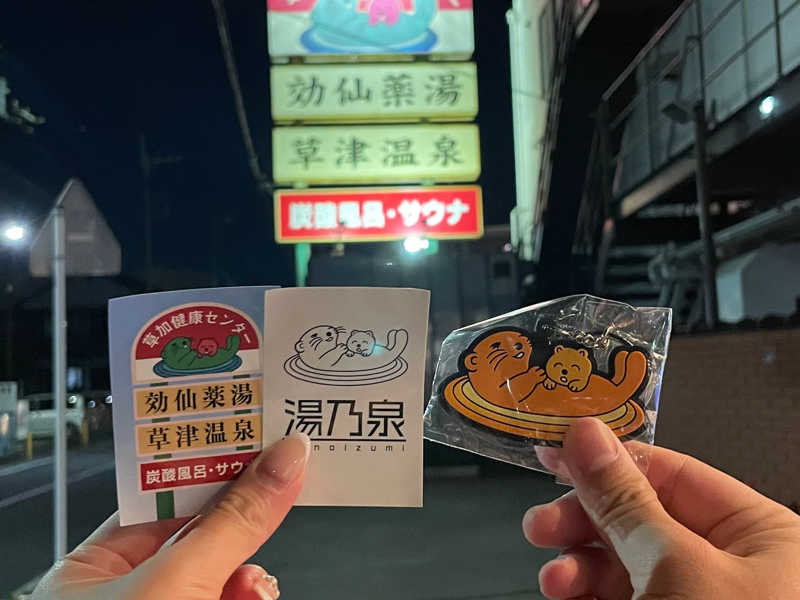 効仙薬湯
草津温泉
炭酸風呂・サウナ
草加健康センター
効仙薬湯
草津温泉
炭酸風呂・サウ
湯乃泉
noizumi